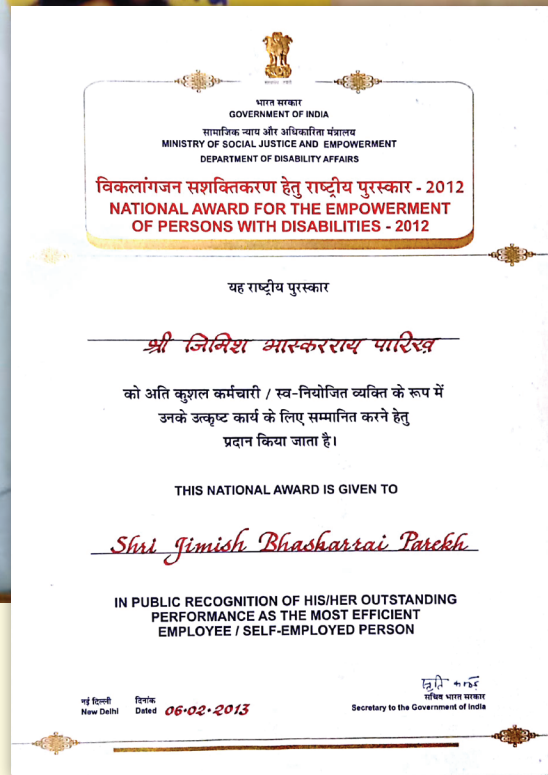 भारत सरकार
GOVERNMENT OF INDIA
सामाजिक न्याय और अधिकारिता मंत्रालय
MINISTRY OF SOCIAL JUSTICE AND EMPOWERMENT
DEPARTMENT OF DISABILITY AFFAIRS
विकलांगजन सशक्तिकरण हेतु राष्ट्रीय पुरस्कार - 2012
NATIONAL AWARD FOR THE EMPOWERMENT
OF PERSONS WITH DISABILITIES - 2012
यह राष्ट्रीय पुरस्कार
श्री जिमिश भास्करराय पारिख
को अति कुशल कर्मचारी / स्व-नियोजित व्यक्ति के रूप में
उनके उत्कृष्ट कार्य के लिए सम्मानित करने हेतु
प्रदान किया जाता है।
THIS NATIONAL AWARD IS GIVEN TO
Shri Jimish Bhaskarrai Parekh
IN PUBLIC RECOGNITION OF HIS/HER OUTSTANDING
PERFORMANCE AS THE MOST EFFICIENT
EMPLOYEE / SELF-EMPLOYED PERSON
सचिव भारत सरकार
Secretary to the Government of India
नई दिल्ली दिनांक
New Delhi Dated 06.02.2013